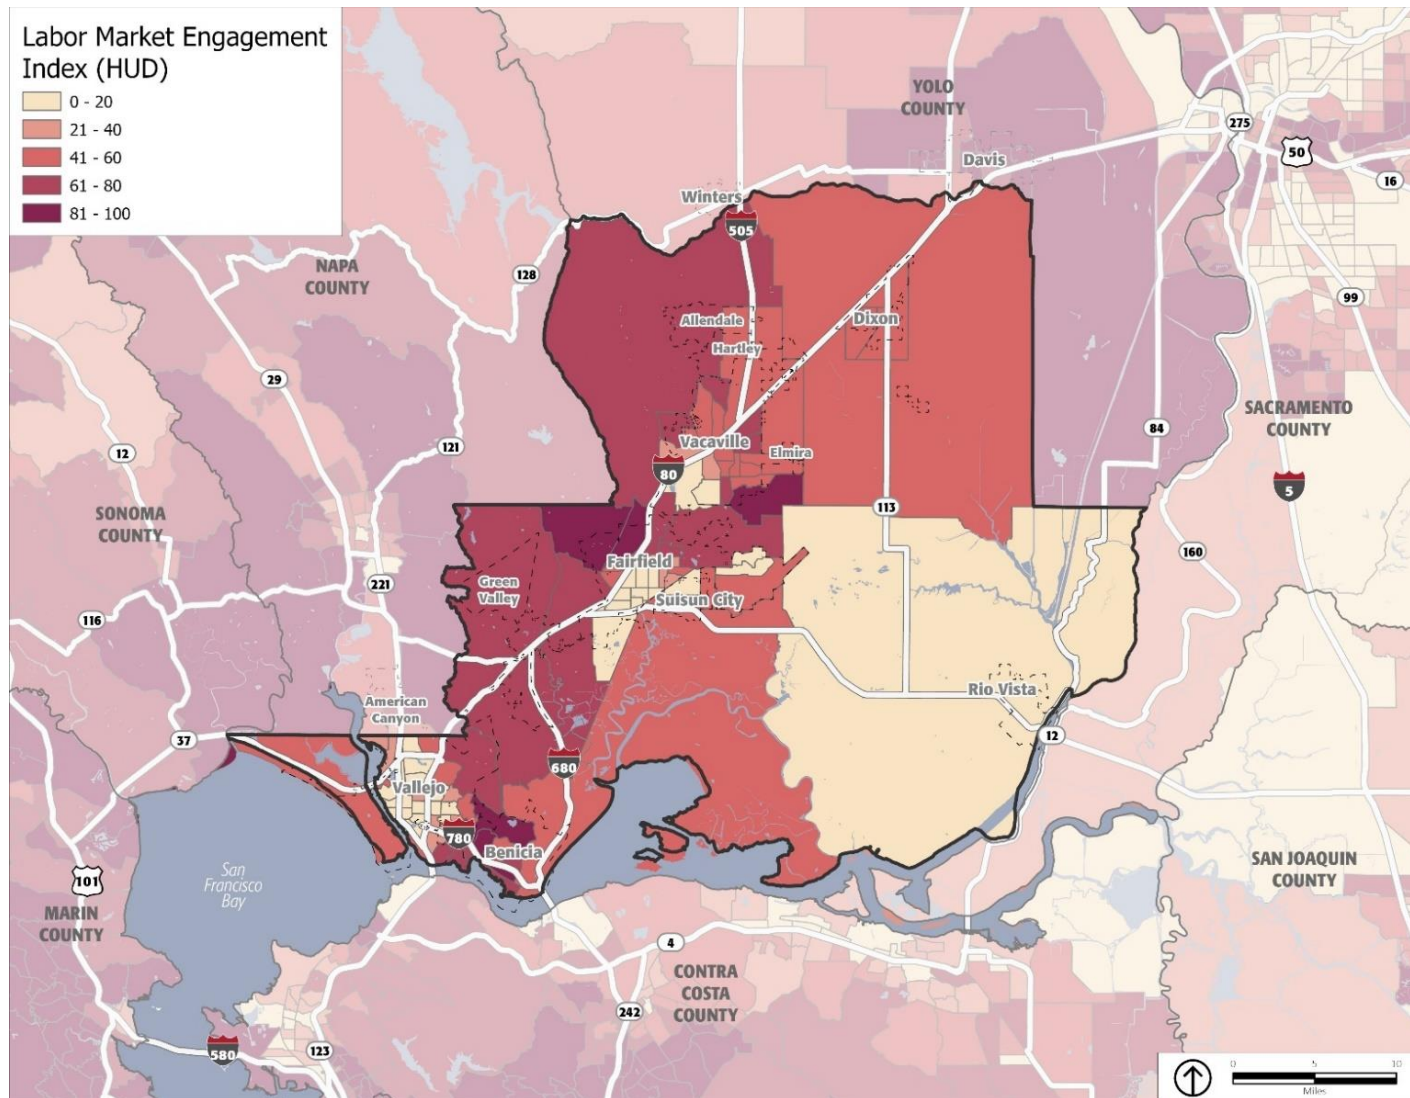 Labor Market Engagement
Index (HUD)
0 - 20
21 - 40
41 - 60
61 - 80
81 - 100
YOLO
COUNTY
275
50
Davis
16
Winters
505
NAPA
COUNTY
128
99
Allendale
Dixon
Hartley
29
SACRAMENTO
COUNTY
84
121
Vacaville
12
Elmira
80
5
SONOMA
COUNTY
113
160
Fairfield
221
Green
Valley
Suisun City
116
Rio Vista
American
Canyon
37
12
680
Vallejo
780
Benicia
San
Francisco
Bay
SAN JOAQUIN
COUNTY
101
MARIN
COUNTY
4
CONTRA
COSTA
COUNTY
242
580
123
0 5 10
Miles